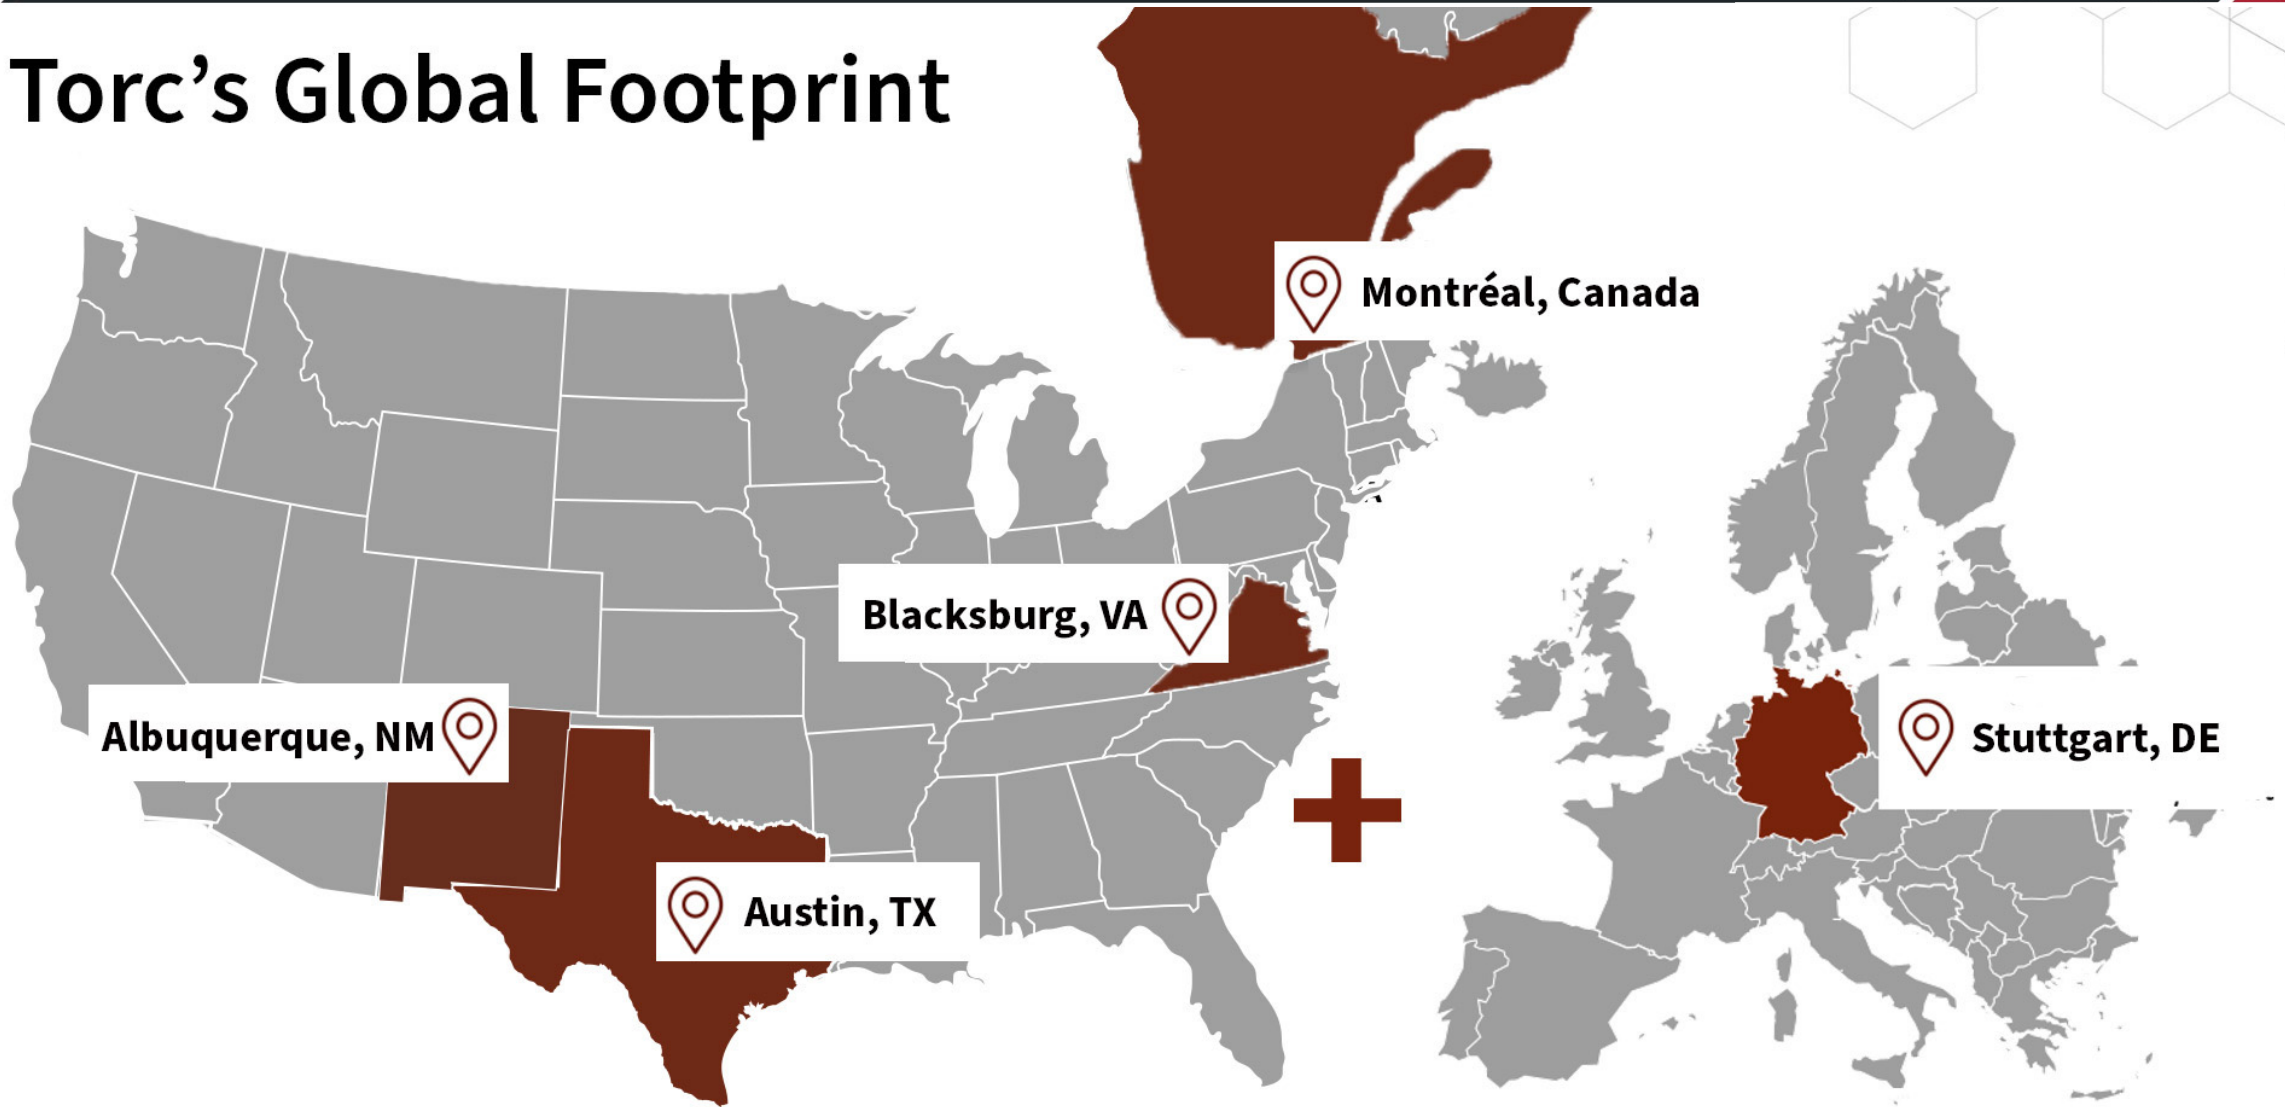 Torc’s Global Footprint
Montréal, Canada
Blacksburg, VA
Albuquerque, NM
Stuttgart, DE
Austin, TX